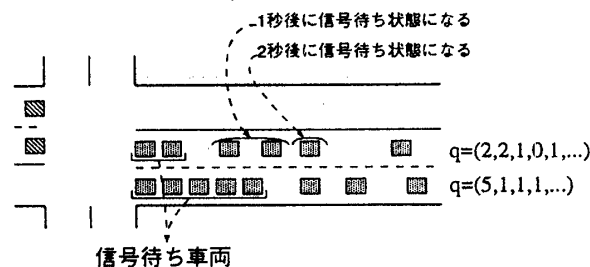 1秒後に信号待ち状態になる
2秒後に信号待ち状態になる
q=(2,2,1,0,1,...)
q=(5,1,1,1,...)
信号待ち車両